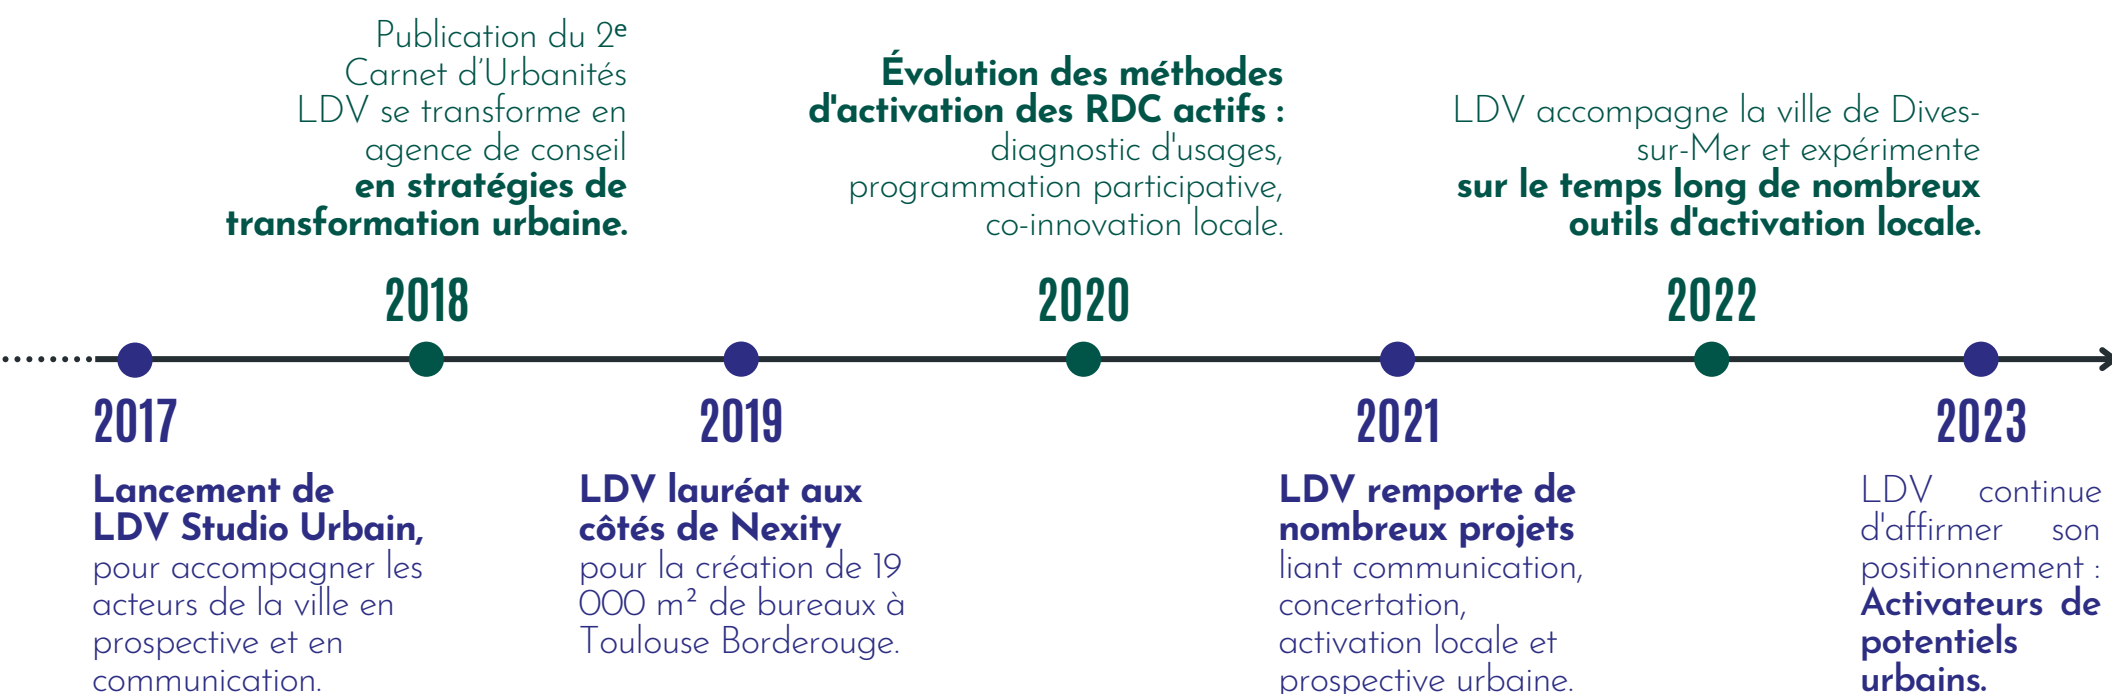 Publication du 2ᵉ
Carnet d'Urbanités
LDV se transforme en
agence de conseil
en stratégies de
transformation urbaine.
2018
Évolution des méthodes
d'activation des RDC actifs :
diagnostic d'usages,
programmation participative,
co-innovation locale.
2020
LDV accompagne la ville de Dives-
sur-Mer et expérimente
sur le temps long de nombreux
outils d'activation locale.
2022
2017
Lancement de
LDV Studio Urbain,
pour accompagner les
acteurs de la ville en
prospective et en
communication.
2019
LDV lauréat aux
côtés de Nexity
pour la création de 19
000 m² de bureaux à
Toulouse Borderouge.
2021
LDV remporte de
nombreux projets
liant communication,
concertation,
activation locale et
prospective urbaine.
2023
LDV continue
d'affirmer son
positionnement :
Activateurs de
potentiels
urbains.